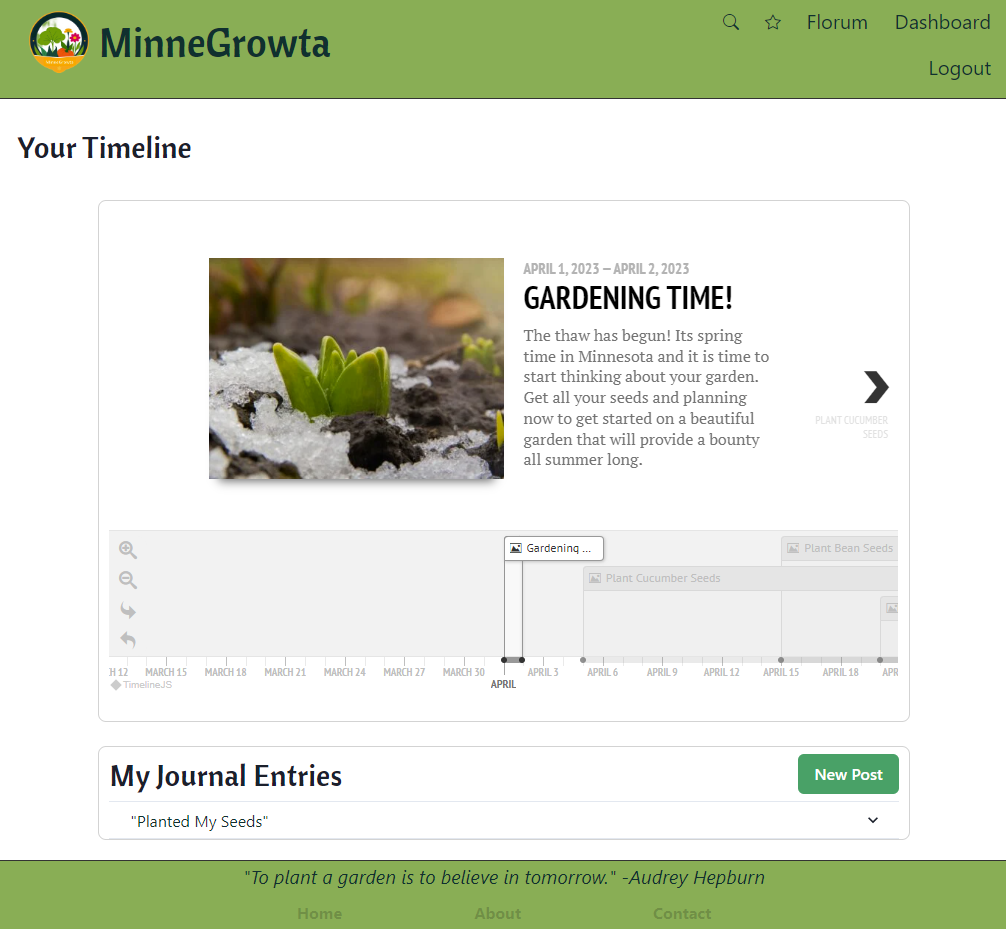 MinneGrowta
Florum
Dashboard
Logout
Your Timeline
APRIL 1, 2023 — APRIL 2, 2023
GARDENING TIME!
The thaw has begun! Its spring
time in Minnesota and it is time to
start thinking about your garden.
Get all your seeds and planning
now to get started on a beautiful
garden that will provide a bounty
all summer long.
PLANT CUCUMBER
SEEDS
Gardening ...
Plant Bean Seeds
Plant Cucumber Seeds
H 12 MARCH 15 MARCH 18 MARCH 21 MARCH 24 MARCH 27 MARCH 30 APRIL 3 APRIL 6 APRIL 9 APRIL 12 APRIL 15 APRIL 18 APR
TimelineJS
APRIL
My Journal Entries
New Post
"Planted My Seeds"
"To plant a garden is to believe in tomorrow." -Audrey Hepburn
Home About Contact